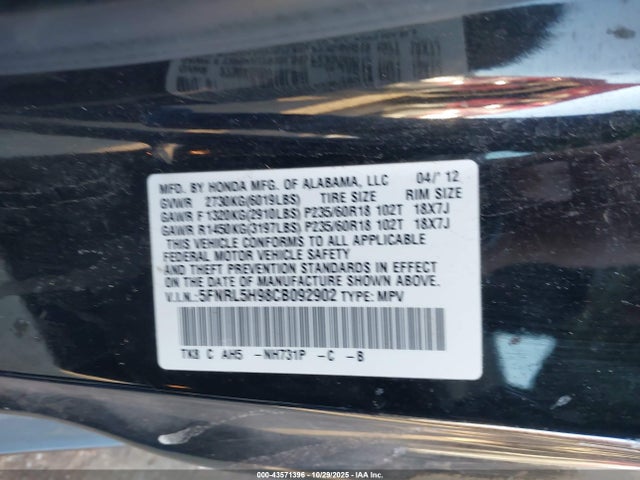 MFD. BY HONDA MFG. OF ALABAMA, LLC 04/'12
GVWR 2730KG(6019LBS) TIRE SIZE RIM SIZE
GAWR F1320KG(2910LBS) P235/60R18 102T 18X7J
GAWR R1450KG(3197LBS) P235/60R18 102T 18X7J
THIS VEHICLE CONFORMS TO ALL APPLICABLE
FEDERAL MOTOR VEHICLE SAFETY
AND THEFT PREVENTION STANDARDS IN EFFECT
ON THE DATE OF MANUFACTURE SHOWN ABOVE.
V.I.N.:5FNRL5H98CB092902 TYPE: MPV
TK8 C AH5 -NH731P -C -B
000-43571396 | 10/29/2025 | IAA Inc.